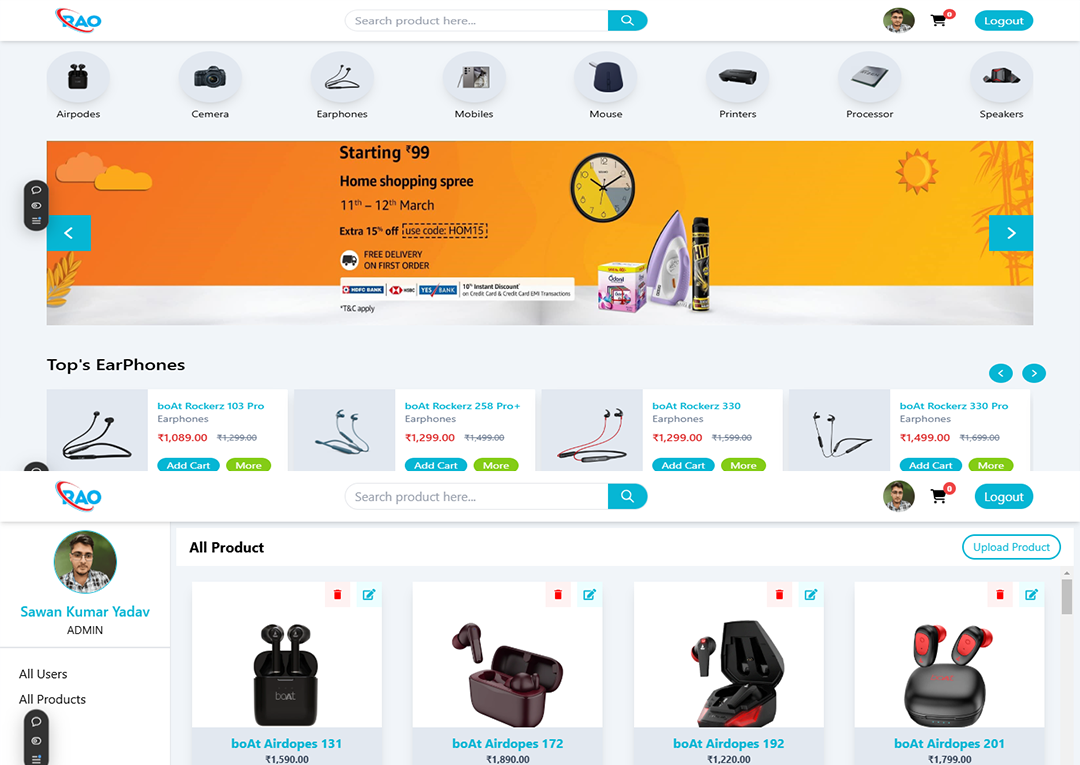 RAO
Search product here...
0
Logout
Airpodes
Cemera
Earphones
Mobiles
Mouse
Printers
Processor
Speakers
Starting ₹99
Home shopping spree
11th – 12th March
Extra 15% off use code: HOM15
FREE DELIVERY
ON FIRST ORDER
HDFC BANK
HSBC
YES BANK
10% Instant Discount*
on Credit Card & Credit Card EMI Transactions
*T&C apply
Odonil
HIT
Top's EarPhones
boAt Rockerz 103 Pro
Earphones
₹1,089.00 ₹1,299.00
Add Cart More
boAt Rockerz 258 Pro+
Earphones
₹1,299.00 ₹1,499.00
Add Cart More
boAt Rockerz 330
Earphones
₹1,299.00 ₹1,599.00
Add Cart More
boAt Rockerz 330 Pro
Earphones
₹1,499.00 ₹1,699.00
Add Cart More
RAO
Search product here...
0
Logout
Sawan Kumar Yadav
ADMIN
All Users
All Products
All Product
Upload Product
boAt
boAt Airdopes 131
₹1,590.00
boAt Airdopes 172
₹1,890.00
boAt Airdopes 192
₹1,220.00
boAt Airdopes 201
₹1,799.00